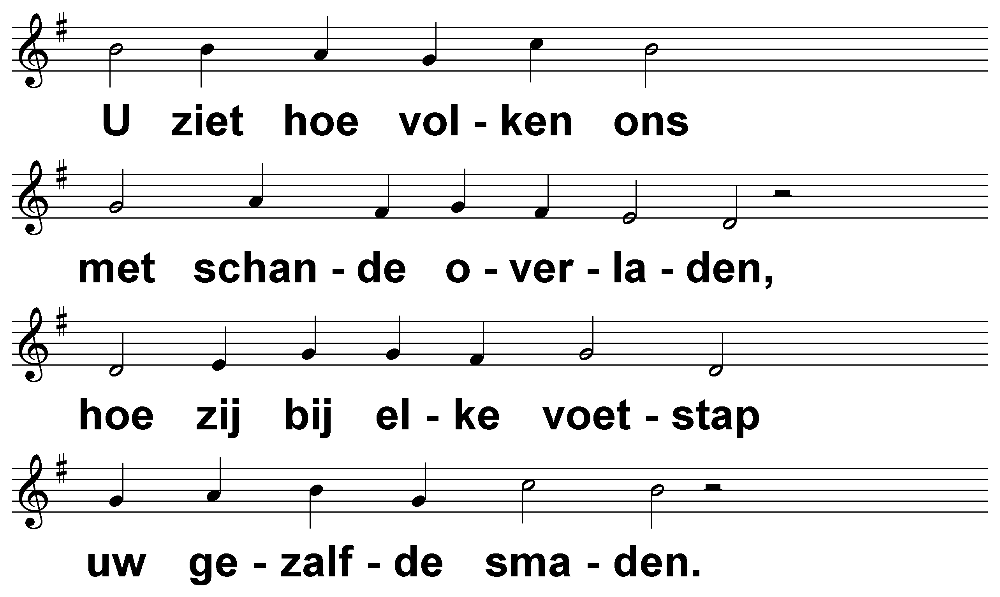 U ziet hoe vol - ken ons
met schan - de o - ver - la - den,
hoe zij bij el - ke voet - stap
uw ge - zalf - de sma - den.